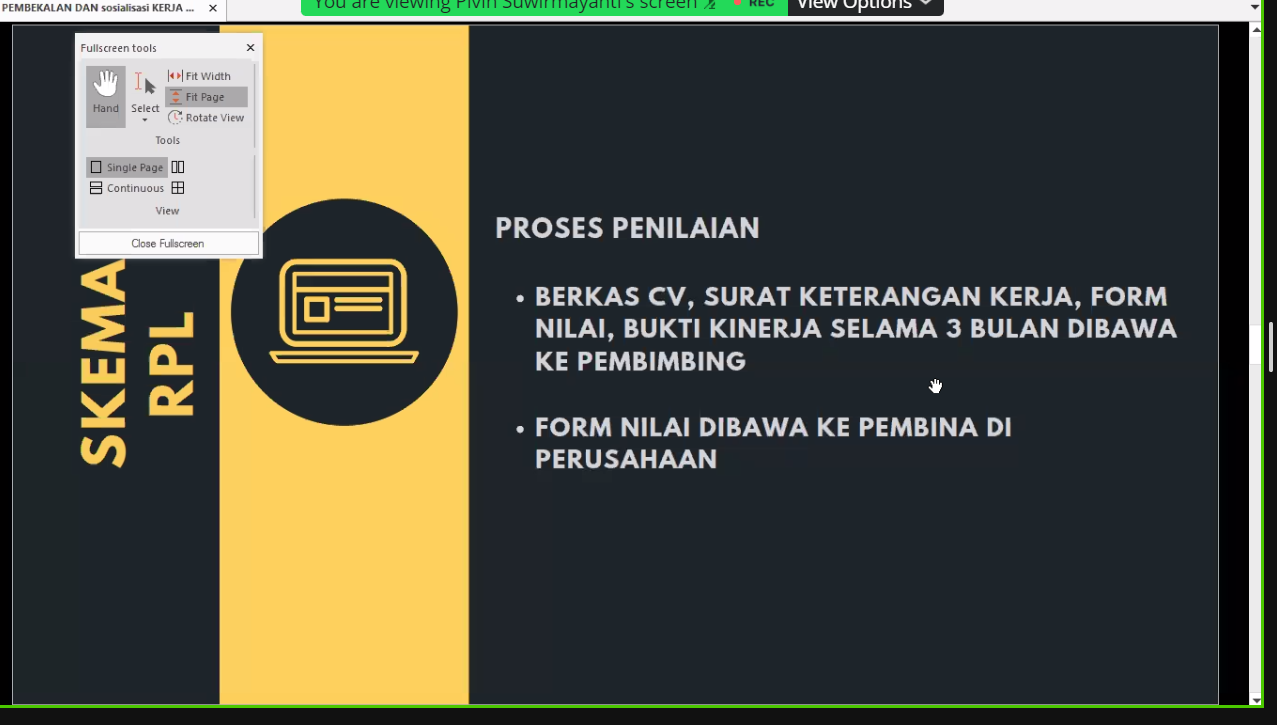 PEMBEKALAN DAN sosialisasi KERJA ...
You are viewing Pivin Suwirmayanti's screen
REC
View Options
Fullscreen tools
Hand
Select
Fit Width
Fit Page
Rotate View
Tools
Single Page
Continuous
View
Close Fullscreen
SKEMA
RPL
PROSES PENILAIAN
• BERKAS CV, SURAT KETERANGAN KERJA, FORM
NILAI, BUKTI KINERJA SELAMA 3 BULAN DIBAWA
KE PEMBIMBING
• FORM NILAI DIBAWA KE PEMBINA DI
PERUSAHAAN